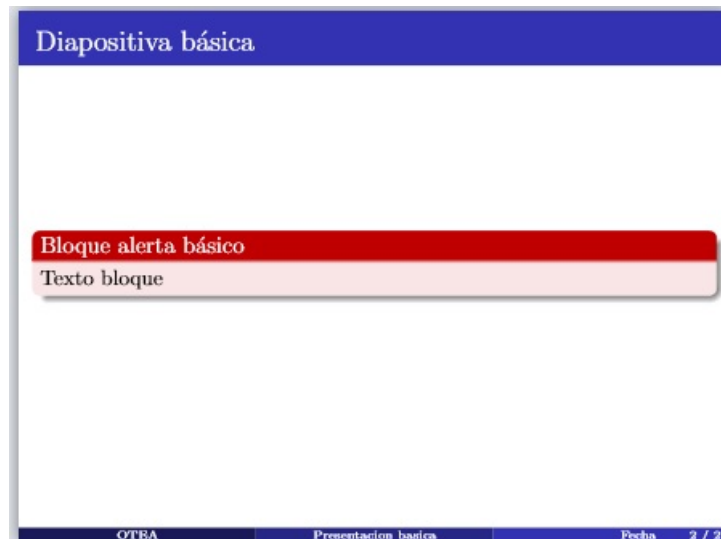 Diapositiva básica
Bloque alerta básico
Texto bloque
OTEA Presentacion basica Fecha 2 / 2